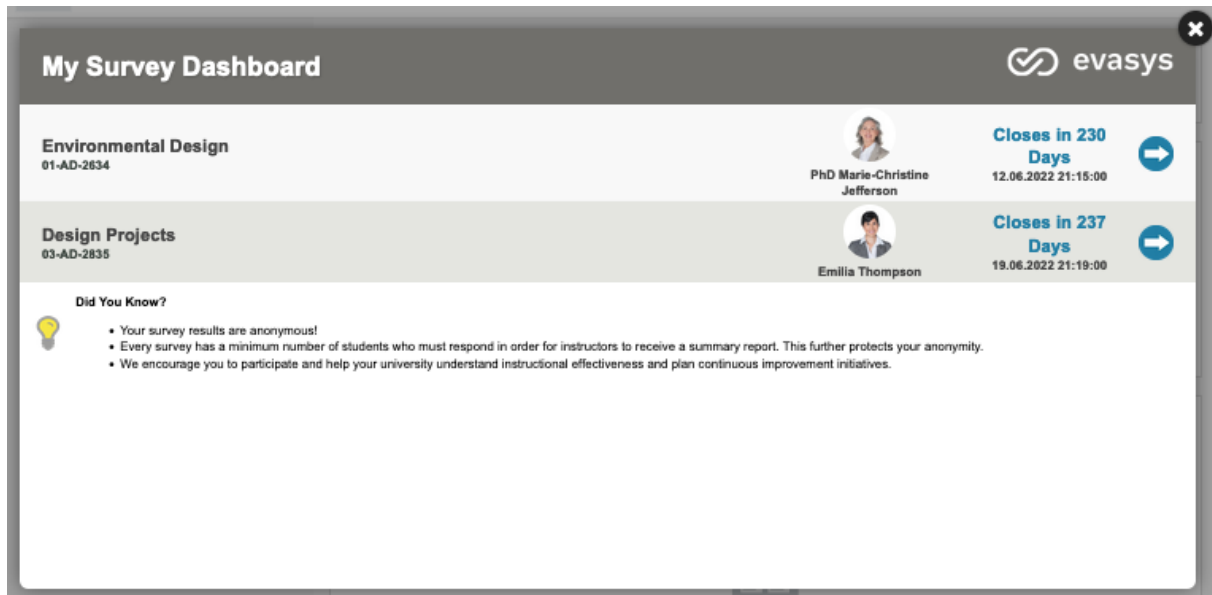 My Survey Dashboard
evasys
Environmental Design
01-AD-2634
PhD Marie-Christine
Jefferson
Closes in 230
Days
12.06.2022 21:15:00
Design Projects
03-AD-2835
Emilia Thompson
Closes in 237
Days
19.06.2022 21:19:00
Did You Know?
• Your survey results are anonymous!
• Every survey has a minimum number of students who must respond in order for instructors to receive a summary report. This further protects your anonymity.
• We encourage you to participate and help your university understand instructional effectiveness and plan continuous improvement initiatives.